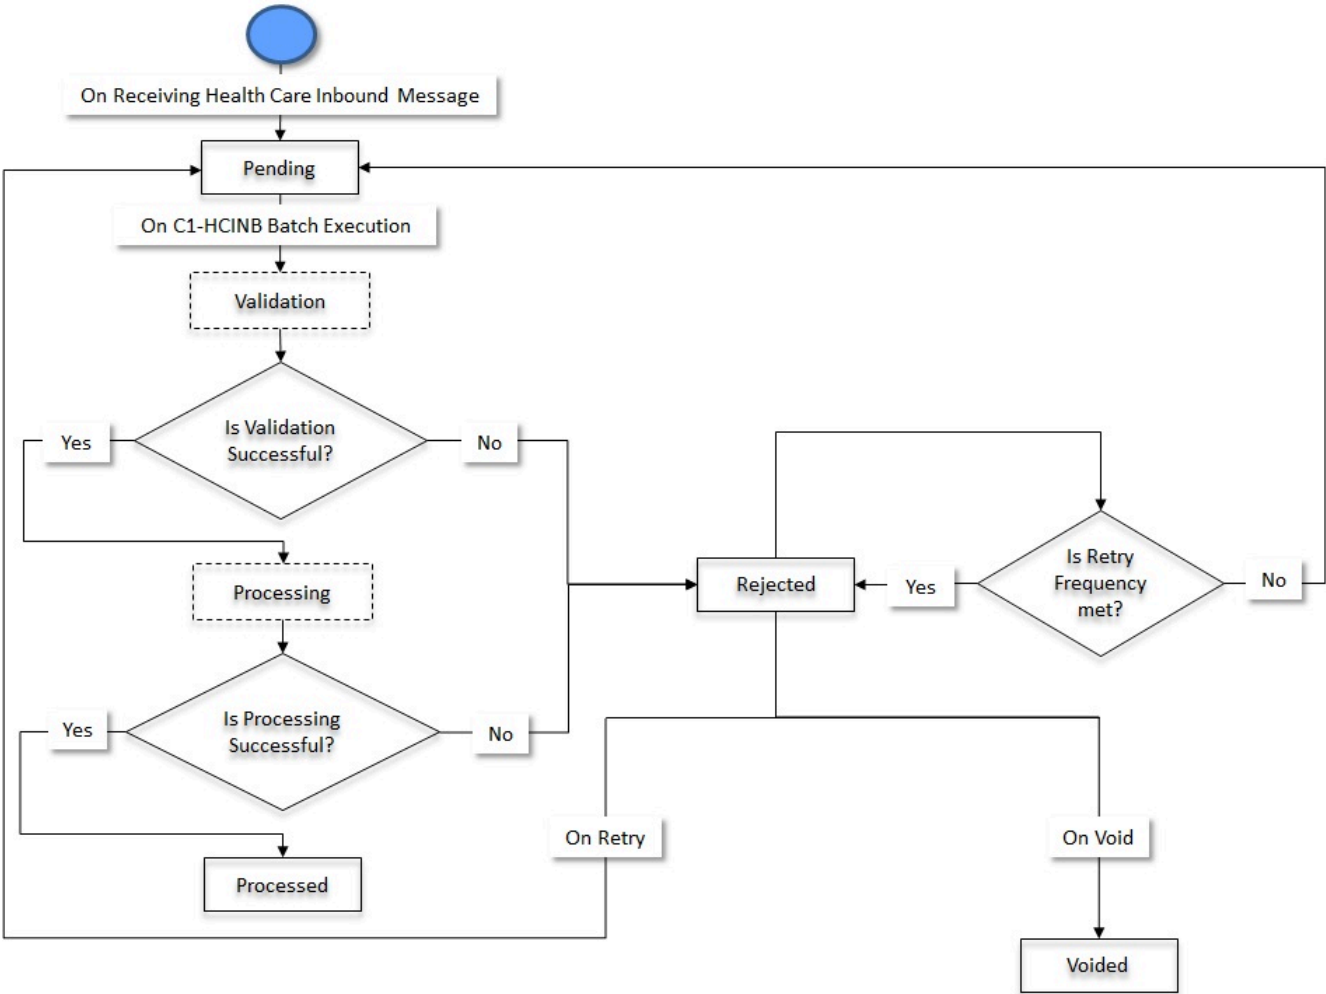 On Receiving Health Care Inbound Message
Pending
On C1-HCINB Batch Execution
Validation
Is Validation
Successful?
Yes
No
Processing
Is Processing
Successful?
Yes
No
Processed
Rejected
Is Retry
Frequency
met?
Yes
No
On Retry
On Void
Voided